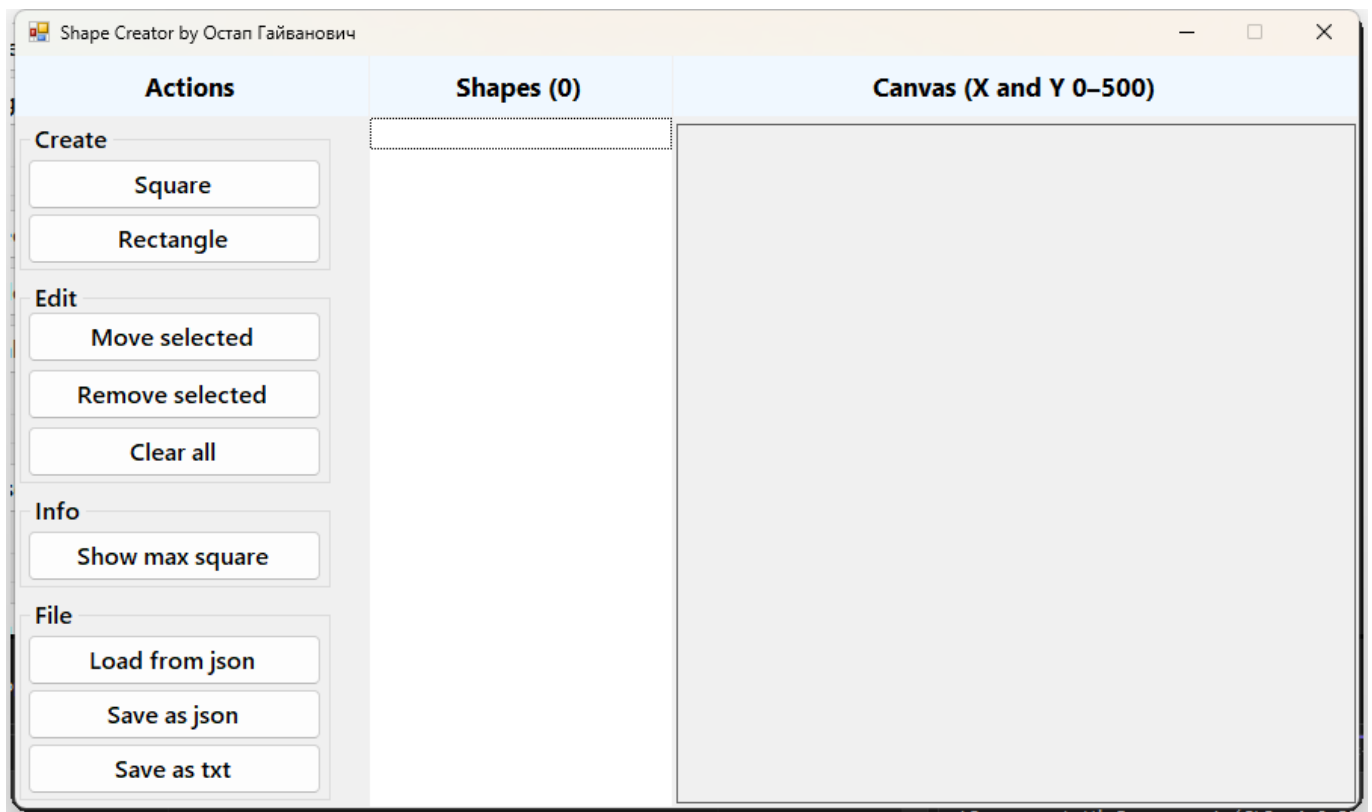 Shape Creator by Остап Гайванович
Actions
Shapes (0)
Canvas (X and Y 0–500)
Create
Square
Rectangle
Edit
Move selected
Remove selected
Clear all
Info
Show max square
File
Load from json
Save as json
Save as txt